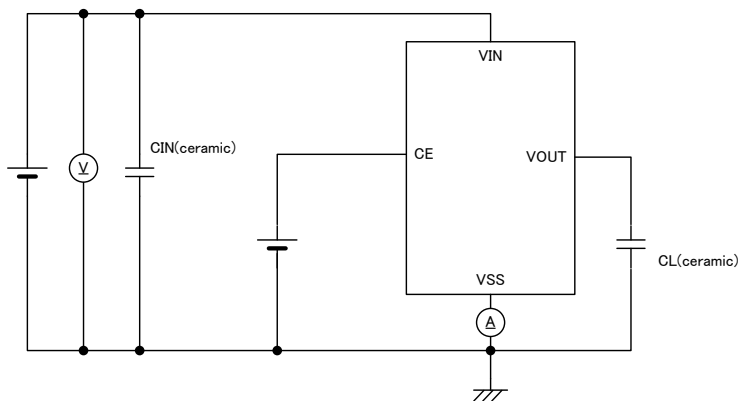 VIN
CIN(ceramic)
V
CE
VOUT
CL(ceramic)
VSS
A